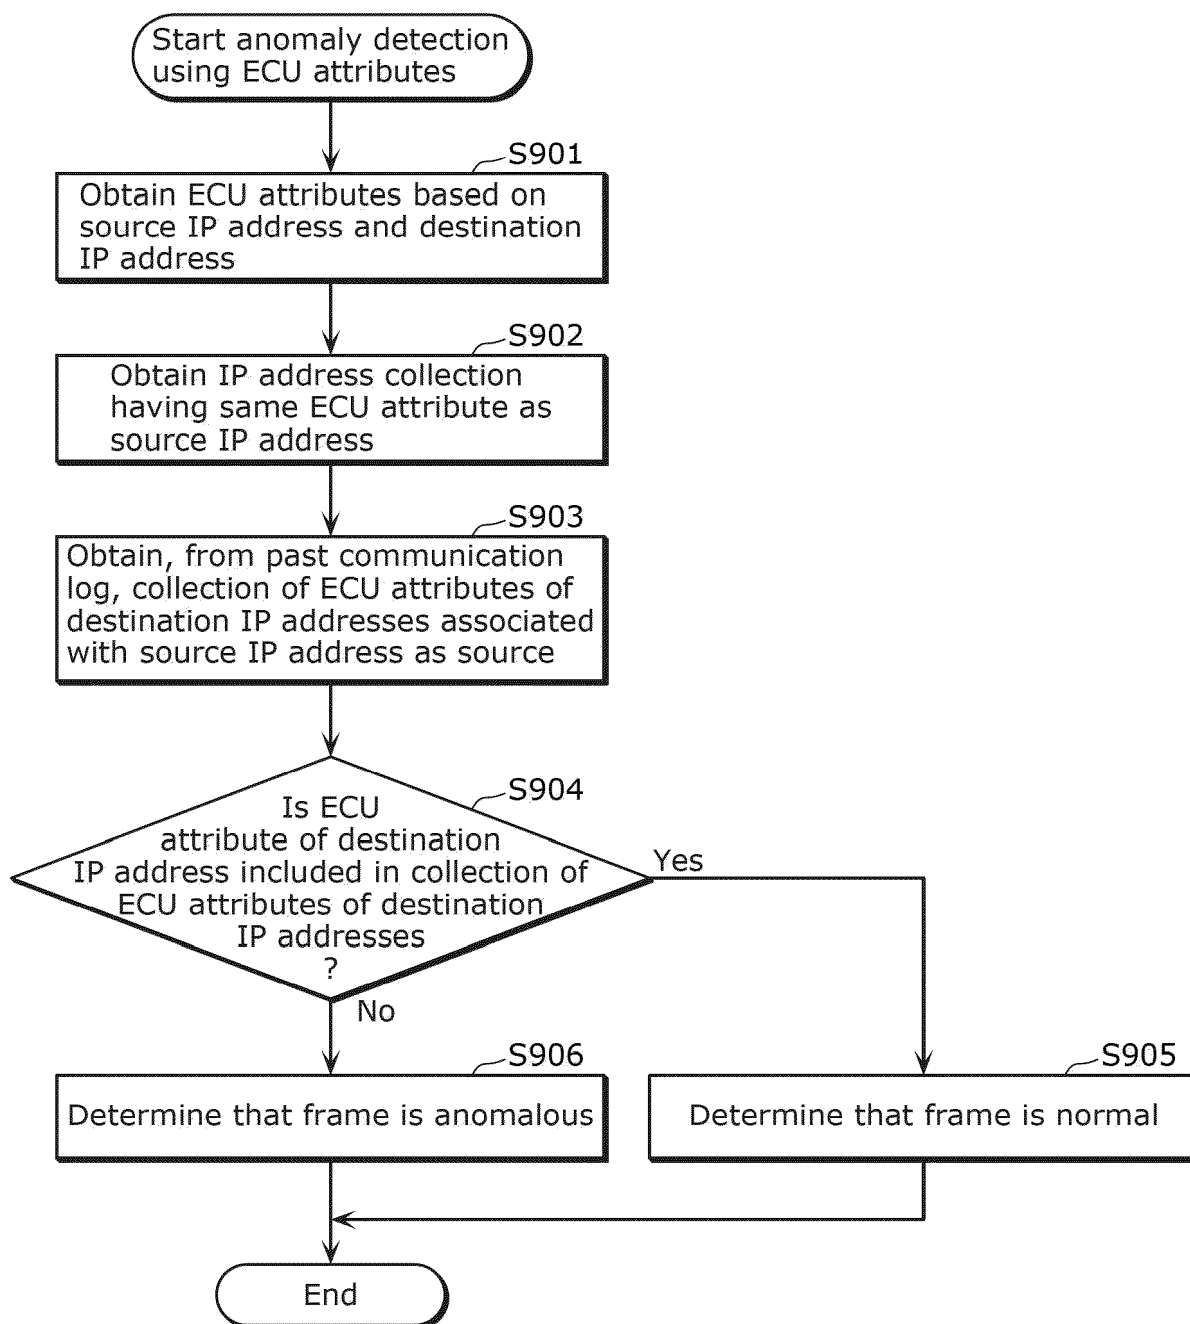 Start anomaly detection
using ECU attributes
S901
Obtain ECU attributes based on
source IP address and destination
IP address
S902
Obtain IP address collection
having same ECU attribute as
source IP address
S903
Obtain, from past communication
log, collection of ECU attributes of
destination IP addresses associated
with source IP address as source
S904
Is ECU
attribute of destination
IP address included in collection of
ECU attributes of destination
IP addresses
?
Yes
No
S906
Determine that frame is anomalous
S905
Determine that frame is normal
End